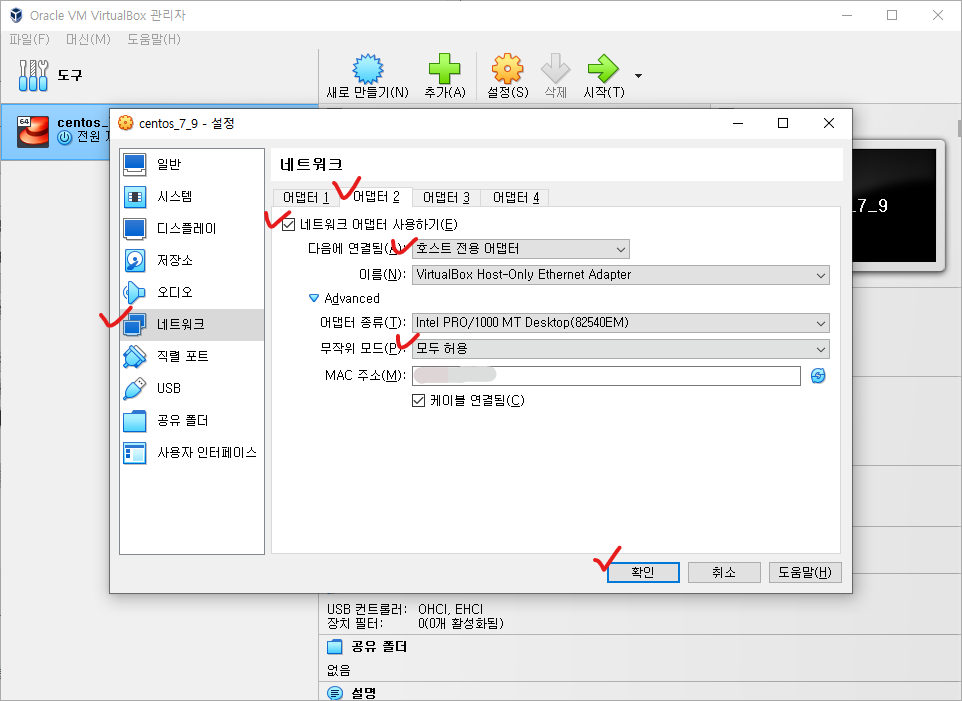 Oracle VM VirtualBox 관리자
파일(F) 머신(M) 도움말(H)
도구
새로 만들기(N) 추가(A) 설정(S) 삭제 시작(T)
64
centos_
전원
_7_9
centos_7_9 - 설정
일반
시스템
디스플레이
저장소
오디오
네트워크
직렬 포트
USB
공유 폴더
사용자 인터페이스
네트워크
어댑터 1 어댑터 2 어댑터 3 어댑터 4
네트워크 어댑터 사용하기(E)
다음에 연결됨(A): 호스트 전용 어댑터
이름(N): VirtualBox Host-Only Ethernet Adapter
Advanced
어댑터 종류(T): Intel PRO/1000 MT Desktop(82540EM)
무작위 모드(P): 모두 허용
MAC 주소(M):
케이블 연결됨(C)
확인 취소 도움말(H)
USB 컨트롤러: OHCI, EHCI
장치 필터: 0(0개 활성화됨)
공유 폴더
없음
설명